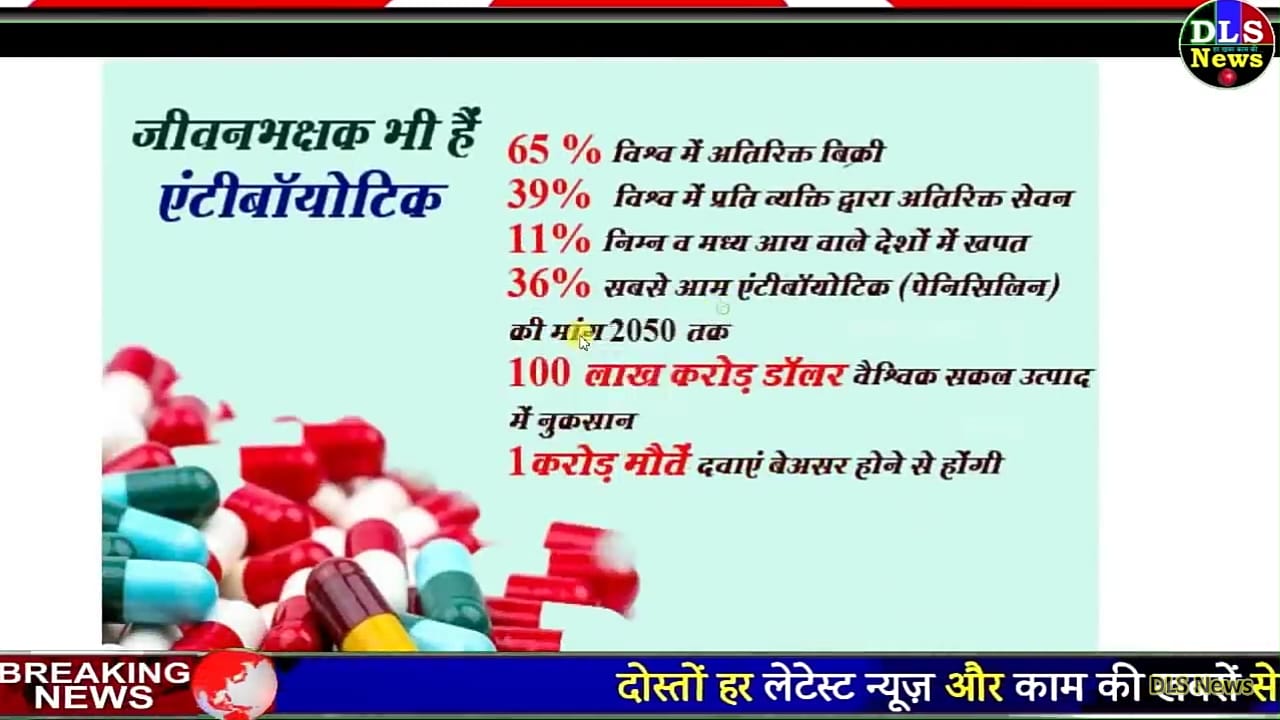 DLS
News
जीवनभक्षक भी हैं
एंटीबॉयोटिक
65 % विश्व में अतिरिक्त बिक्री
39% विश्व में प्रति व्यक्ति द्वारा अतिरिक्त सेवन
11% निम्न व मध्य आय वाले देशों में खपत
36% सबसे आम एंटीबॉयोटिक (पेनिसिलिन)
की मांग 2050 तक
100 लाख करोड़ डॉलर वैश्विक सकल उत्पाद
में नुकसान
1 करोड़ मौतें दवाएं बेअसर होने से होंगी
BREAKING
NEWS
दोस्तों हर लेटेस्ट न्यूज़ और काम की खबरों से
DLS News